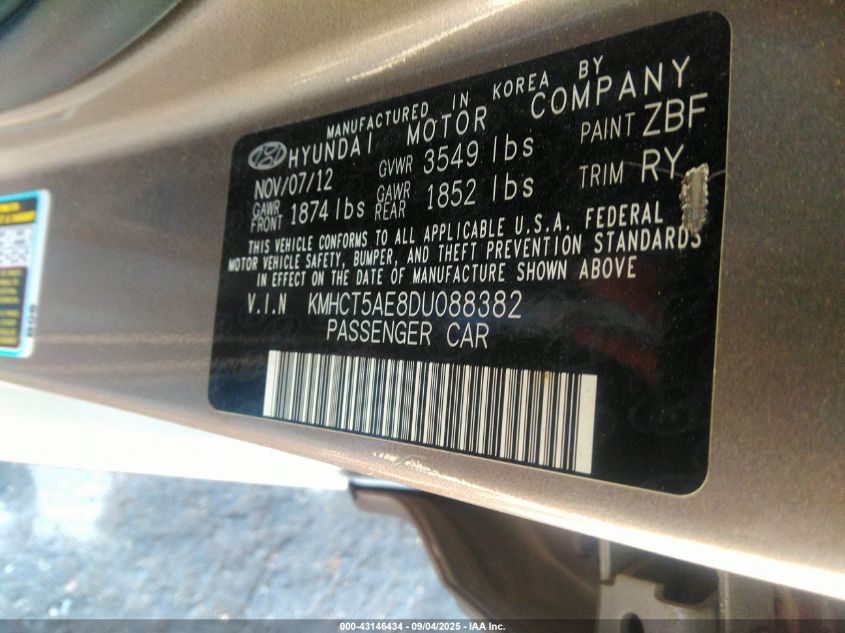 MANUFACTURED IN KOREA BY
HYUNDAI MOTOR COMPANY
NOV/07/12 GVWR 3549 lbs PAINT ZBF
GAWR FRONT 1874 lbs GAWR REAR 1852 lbs TRIM RY
THIS VEHICLE CONFORMS TO ALL APPLICABLE U.S.A. FEDERAL
MOTOR VEHICLE SAFETY, BUMPER, AND THEFT PREVENTION STANDARDS
IN EFFECT ON THE DATE OF MANUFACTURE SHOWN ABOVE
V.I.N KMHCT5AE8DU088382
PASSENGER CAR
000-43146434 - 09/04/2025 - IAA Inc.